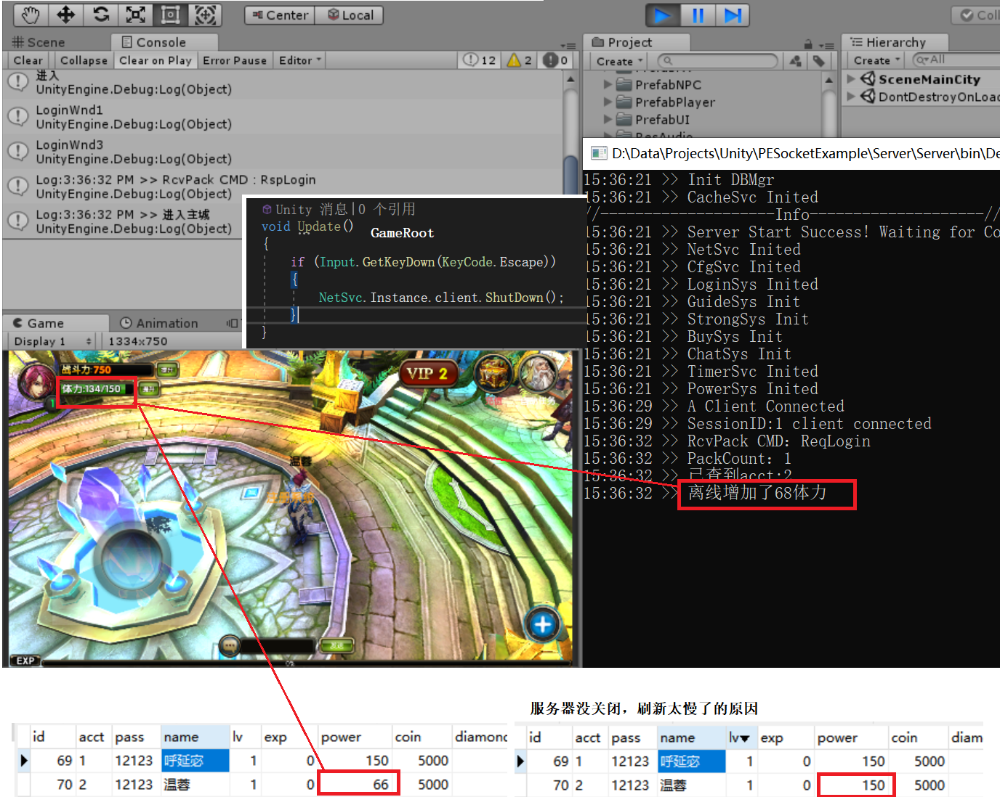 Center
Local
Coll
Scene
Console
Clear
Collapse
Clear on Play
Error Pause
Editor
12
2
0
进入
UnityEngine.Debug:Log(Object)
LoginWnd1
UnityEngine.Debug:Log(Object)
LoginWnd3
UnityEngine.Debug:Log(Object)
Log:3:36:32 PM >> RcvPack CMD : RspLogin
UnityEngine.Debug:Log(Object)
Log:3:36:32 PM >> 进入主城
UnityEngine.Debug:Log(Object)
Project
Create
PrefabNPC
PrefabPlayer
PrefabUI
ResAudio
Hierarchy
Create
All
SceneMainCity
DontDestroyOnLoa
Unity 消息|0 个引用
void Update()
GameRoot
{
if (Input.GetKeyDown(KeyCode.Escape))
{
NetSvc.Instance.client.ShutDown();
}
}
D:\Data\Projects\Unity\PESocketExample\Server\Server\bin\De
15:36:21 >> Init DBMgr
15:36:21 >> CacheSvc Inited
//--------------------Info--------------------//
15:36:21 >> Server Start Success! Waiting for Co
15:36:21 >> NetSvc Inited
15:36:21 >> CfgSvc Inited
15:36:21 >> LoginSys Inited
15:36:21 >> GuideSys Init
15:36:21 >> StrongSys Init
15:36:21 >> BuySys Init
15:36:21 >> ChatSys Init
15:36:21 >> TimerSvc Inited
15:36:21 >> PowerSys Inited
15:36:29 >> A Client Connected
15:36:29 >> SessionID:1 client connected
15:36:32 >> RcvPack CMD: ReqLogin
15:36:32 >> PackCount: 1
15:36:32 >> 已查到acct:2
15:36:32 >> 离线增加了68体力
Game
Animation
Display 1
1334x750
战斗力:750
体力:134/150
1
VIP 2
温蓉
EXP
服务器没关闭，刷新太慢了的原因
id acct pass name lv exp power coin diamond
69 1 12123 呼延宓 1 0 150 5000
70 2 12123 温蓉 1 0 66 5000
id acct pass name lv exp power coin diam
69 1 12123 呼延宓 1 0 150 5000
70 2 12123 温蓉 1 0 150 5000